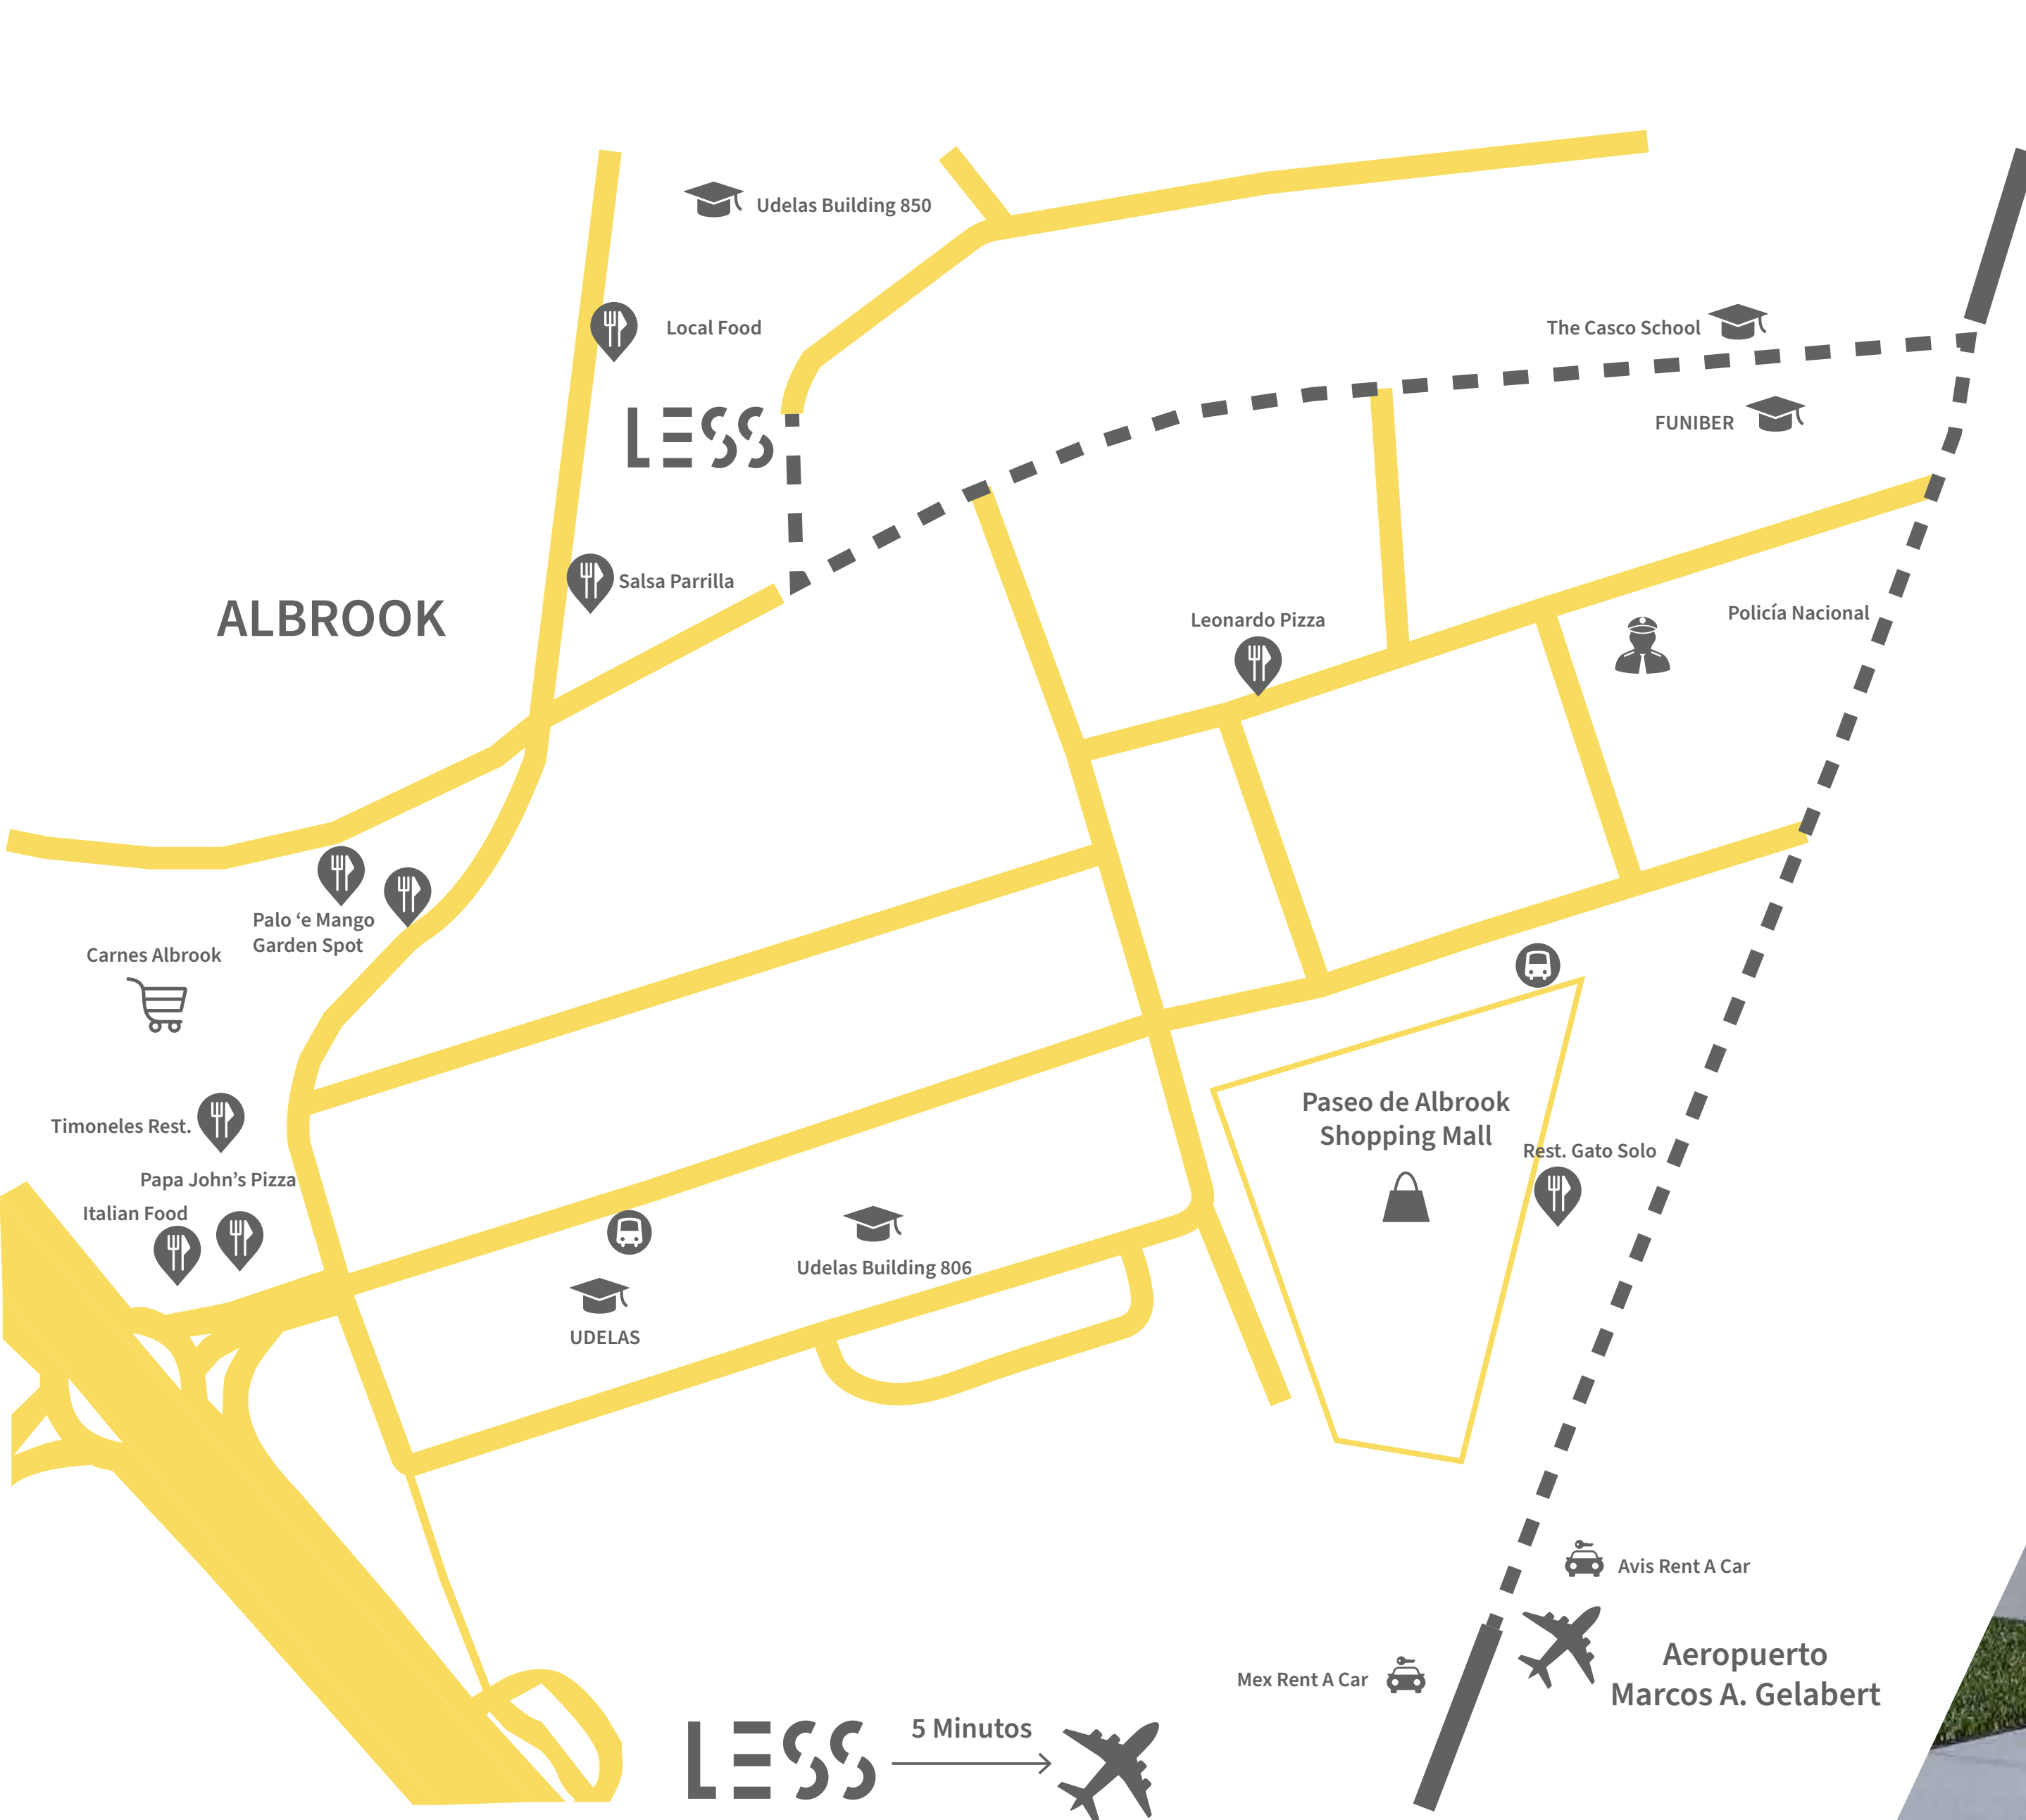 Udelas Building 850
Local Food
The Casco School
FUNIBER
LESS
Salsa Parrilla
ALBROOK
Leonardo Pizza
Policía Nacional
Palo ‘e Mango
Garden Spot
Carnes Albrook
Timoneles Rest.
Paseo de Albrook
Shopping Mall
Rest. Gato Solo
Papa John’s Pizza
Italian Food
Udelas Building 806
UDELAS
Avis Rent A Car
Aeropuerto
Marcos A. Gelabert
Mex Rent A Car
LESS
5 Minutos